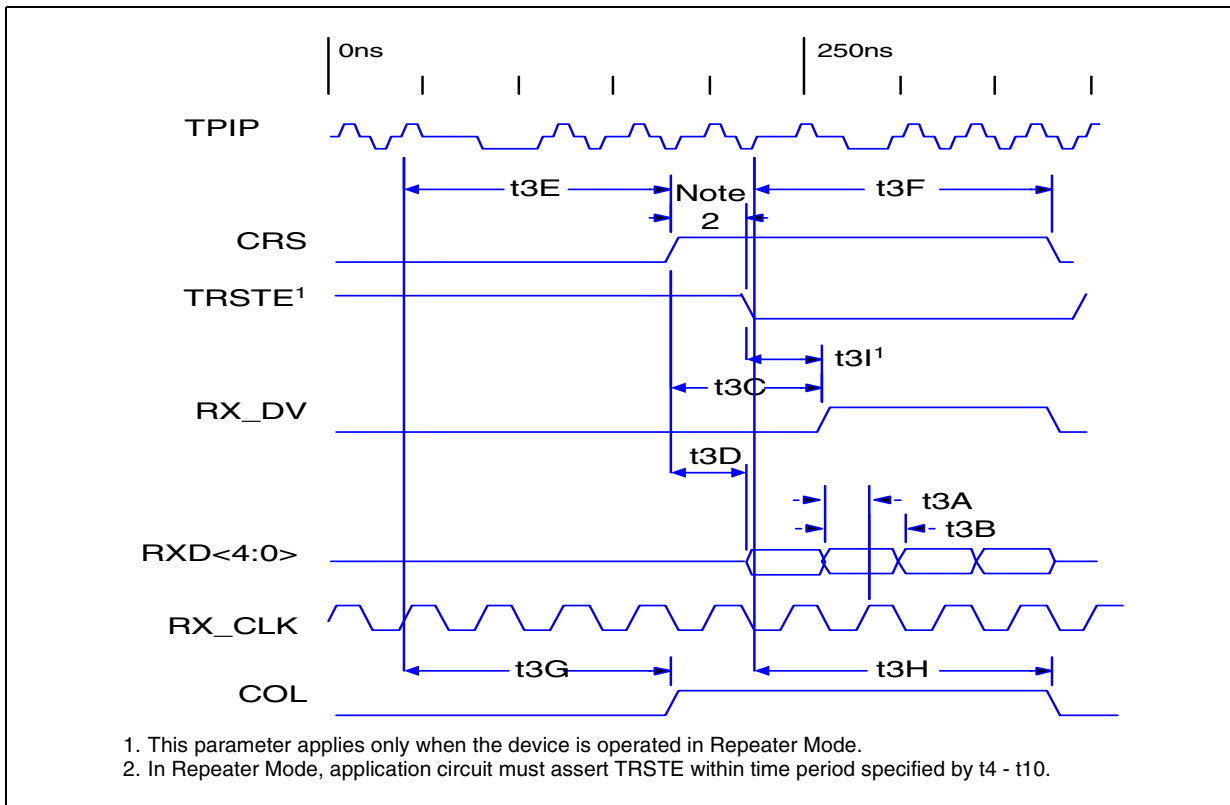 0ns 250ns
TPIP
t3E Note 2 t3F
CRS
TRSTE¹
t3I¹
t3C
RX_DV
t3D
t3A
t3B
RXD<4:0>
RX_CLK
t3G t3H
COL
1. This parameter applies only when the device is operated in Repeater Mode.
2. In Repeater Mode, application circuit must assert TRSTE within time period specified by t4 - t10.